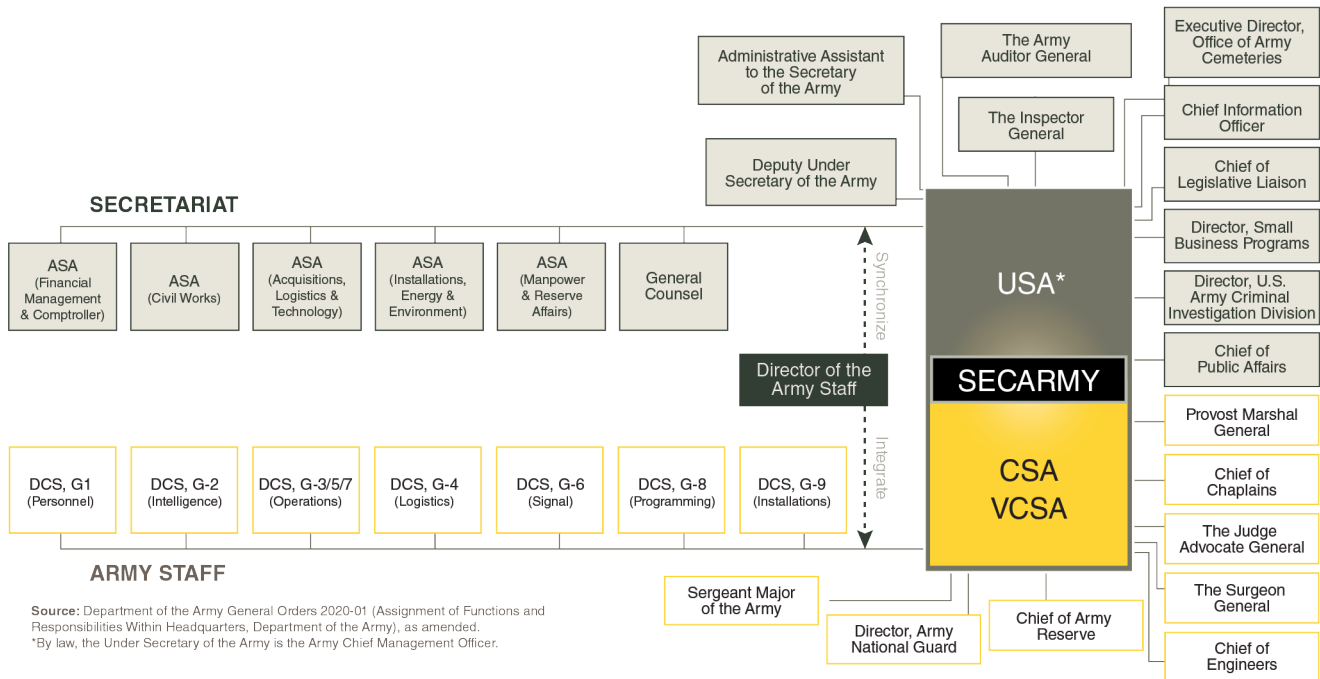 Administrative Assistant
to the Secretary
of the Army
The Army
Auditor General
Executive Director,
Office of Army
Cemeteries
The Inspector
General
Chief Information
Officer
Deputy Under
Secretary of the Army
Chief of
Legislative Liaison
SECRETARIAT
Director, Small
Business Programs
ASA
(Financial
Management
& Comptroller)
ASA
(Civil Works)
ASA
(Acquisitions,
Logistics &
Technology)
ASA
(Installations,
Energy &
Environment)
ASA
(Manpower
& Reserve
Affairs)
General
Counsel
Synchronize
USA*
Director, U.S.
Army Criminal
Investigation Division
Director of the
Army Staff
SECARMY
Chief of
Public Affairs
Provost Marshal
General
DCS, G1
(Personnel)
DCS, G-2
(Intelligence)
DCS, G-3/5/7
(Operations)
DCS, G-4
(Logistics)
DCS, G-6
(Signal)
DCS, G-8
(Programming)
DCS, G-9
(Installations)
Integrate
CSA
VCSA
Chief of
Chaplains
The Judge
Advocate General
ARMY STAFF
The Surgeon
General
Sergeant Major
of the Army
Director, Army
National Guard
Chief of Army
Reserve
Chief of
Engineers
Source: Department of the Army General Orders 2020-01 (Assignment of Functions and
Responsibilities Within Headquarters, Department of the Army), as amended.
*By law, the Under Secretary of the Army is the Army Chief Management Officer.